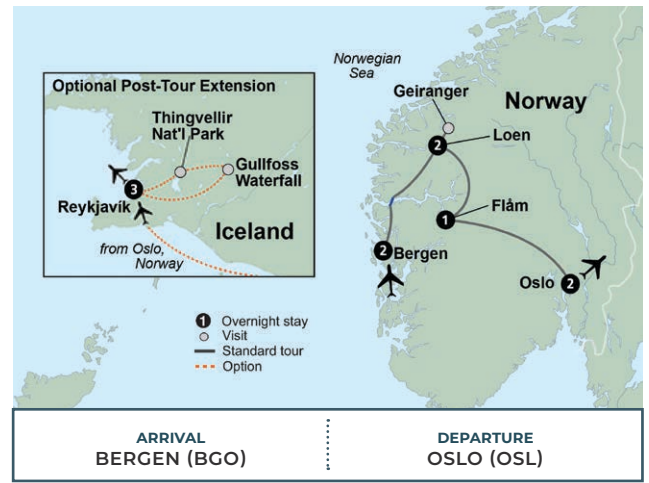 Optional Post-Tour Extension
Thingvellir
Nat'l Park
Gullfoss
Waterfall
3
Reykjavík
Iceland
from Oslo,
Norway
Norwegian
Sea
Geiranger
Norway
2
Loen
1
Flåm
2
Bergen
Oslo
2
1 Overnight stay
Visit
Standard tour
Option
ARRIVAL
BERGEN (BGO)
DEPARTURE
OSLO (OSL)